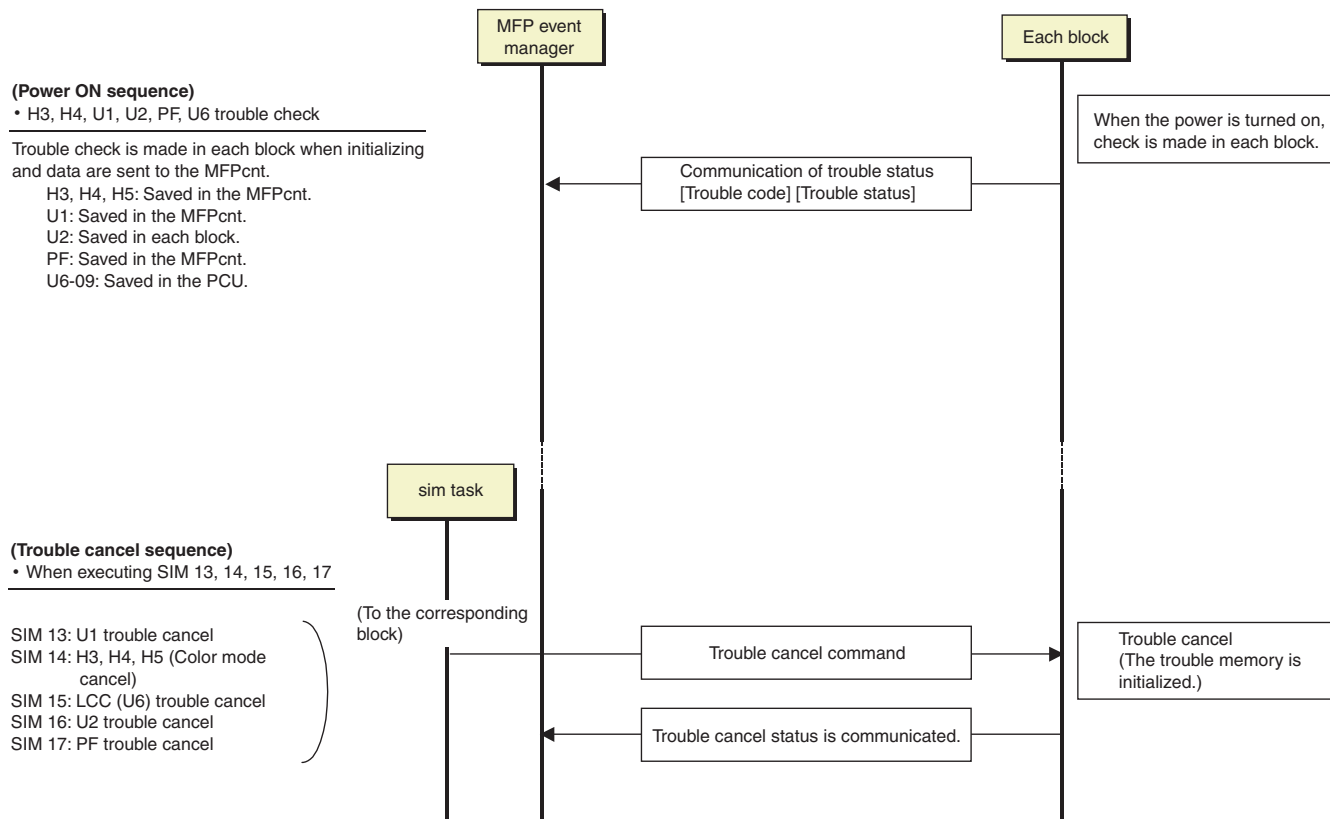 MFP event
manager
Each block
(Power ON sequence)
• H3, H4, U1, U2, PF, U6 trouble check
Trouble check is made in each block when initializing
and data are sent to the MFPcnt.
H3, H4, H5: Saved in the MFPcnt.
U1: Saved in the MFPcnt.
U2: Saved in each block.
PF: Saved in the MFPcnt.
U6-09: Saved in the PCU.
When the power is turned on,
check is made in each block.
Communication of trouble status
[Trouble code] [Trouble status]
sim task
(Trouble cancel sequence)
• When executing SIM 13, 14, 15, 16, 17
SIM 13: U1 trouble cancel
SIM 14: H3, H4, H5 (Color mode
cancel)
SIM 15: LCC (U6) trouble cancel
SIM 16: U2 trouble cancel
SIM 17: PF trouble cancel
(To the corresponding
block)
Trouble cancel command
Trouble cancel
(The trouble memory is
initialized.)
Trouble cancel status is communicated.